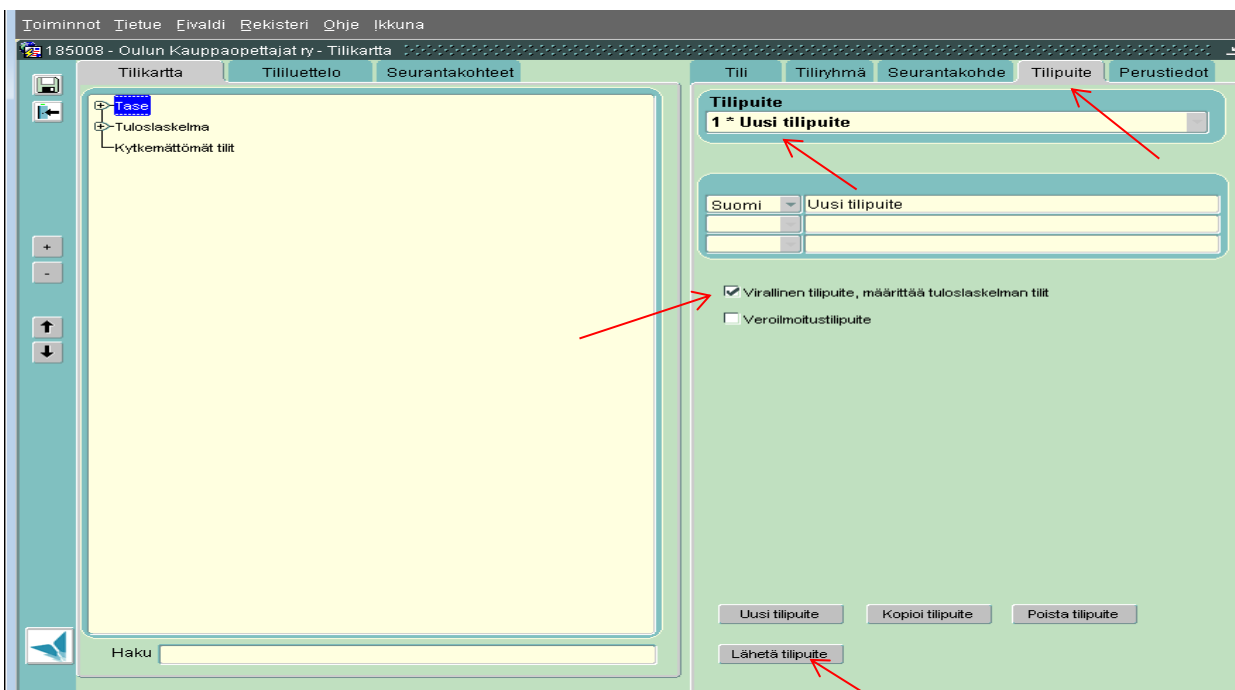 Toiminnot Tietue Eivaldi Rekisteri Ohje Ikkuna
185008 - Oulun Kauppaopettajat ry - Tilikartta
Tilikartta Tililuettelo Seurantakohteet
Tase
Tuloslaskelma
Kytkemättömät tilit
Haku
Tili Tiliryhmä Seurantakohde Tilipuite Perustiedot
Tilipuite
1 * Uusi tilipuite
Suomi Uusi tilipuite
Virallinen tilipuite, määrittää tuloslaskelman tilit
Veroilmoitustilipuite
Uusi tilipuite Kopioi tilipuite Poista tilipuite
Lähetä tilipuite